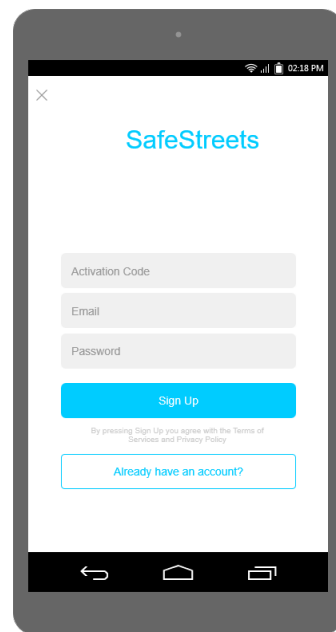 02:18 PM
SafeStreets
Activation Code
Email
Password
Sign Up
By pressing Sign Up you agree with the Terms of
Services and Privacy Policy
Already have an account?